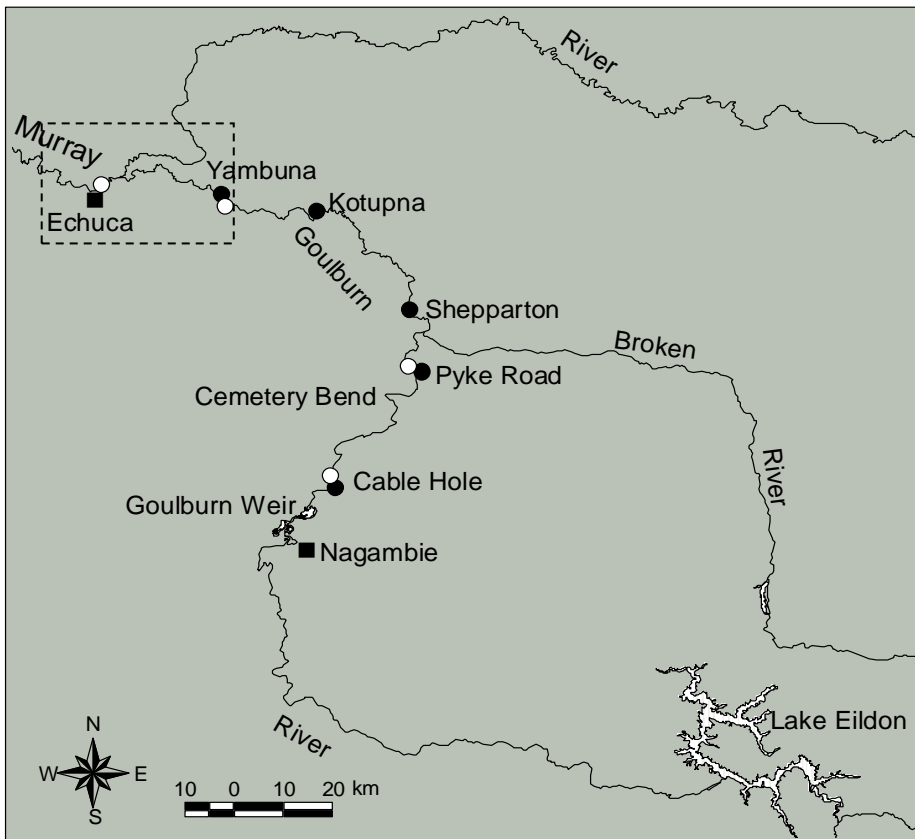 River
Murray
Yambuna
Echuca
Kotupna
Goulburn
Shepparton
Broken
Pyke Road
Cemetery Bend
River
Cable Hole
Goulburn Weir
Nagambie
River
Lake Eildon
N
W E
S
10 0 10 20 km